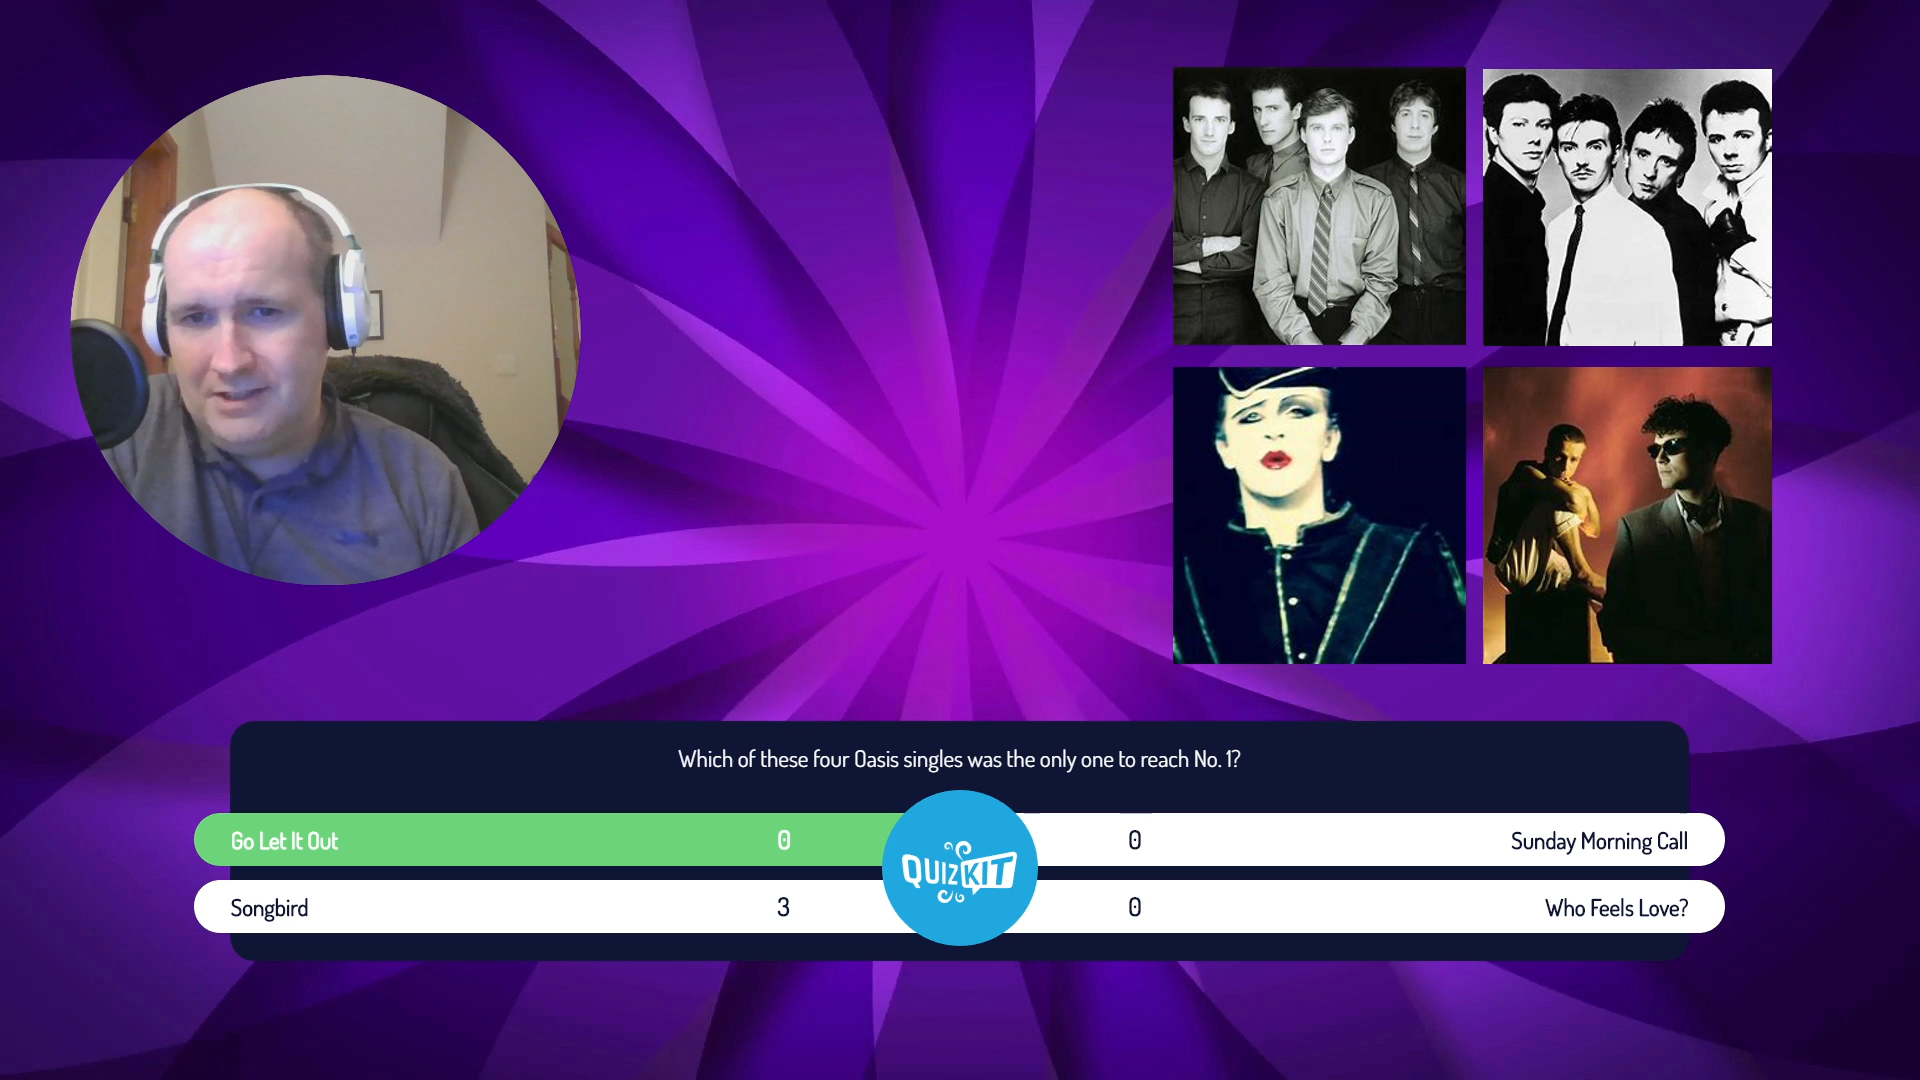 Which of these four Oasis singles was the only one to reach No. 1?
Go Let It Out 0
0 Sunday Morning Call
QUIZKIT
Songbird 3
0 Who Feels Love?